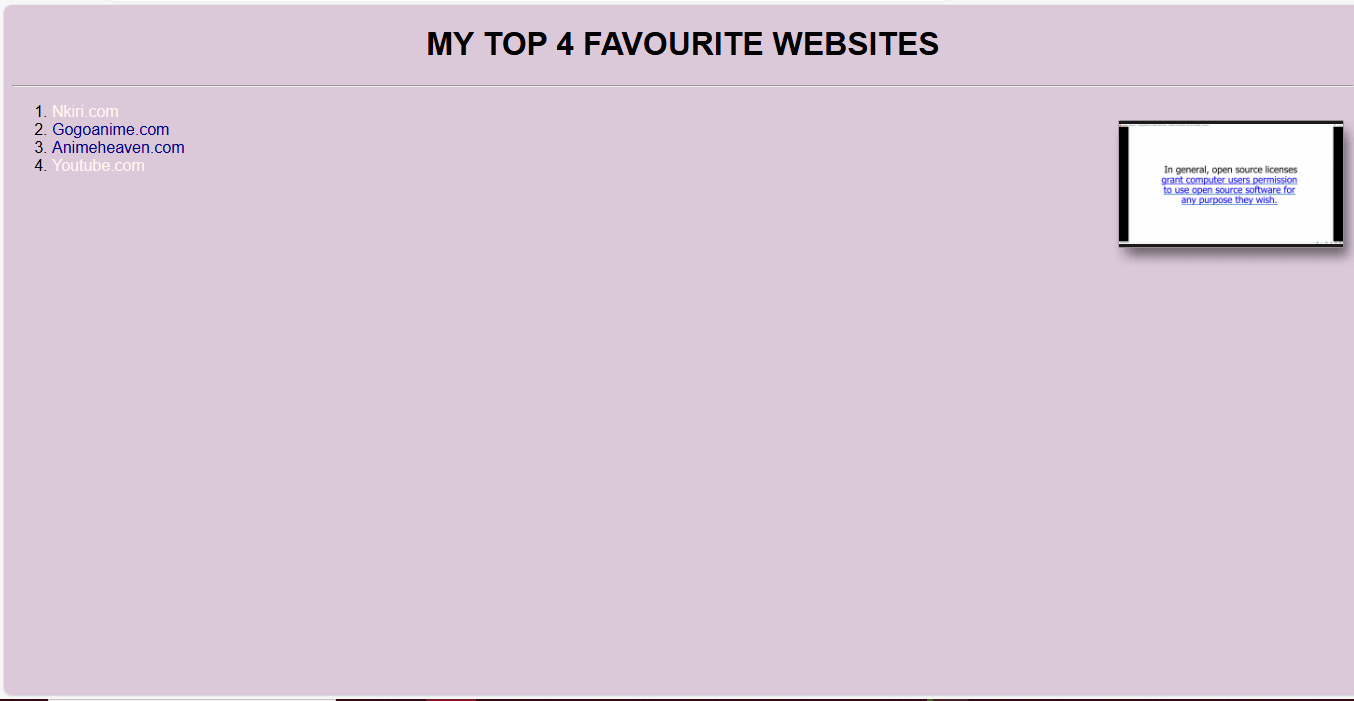 MY TOP 4 FAVOURITE WEBSITES
1. Nkiri.com
2. Gogoanime.com
3. Animeheaven.com
4. Youtube.com
In general, open source licenses
grant computer users permission
to use open source software for
any purpose they wish.